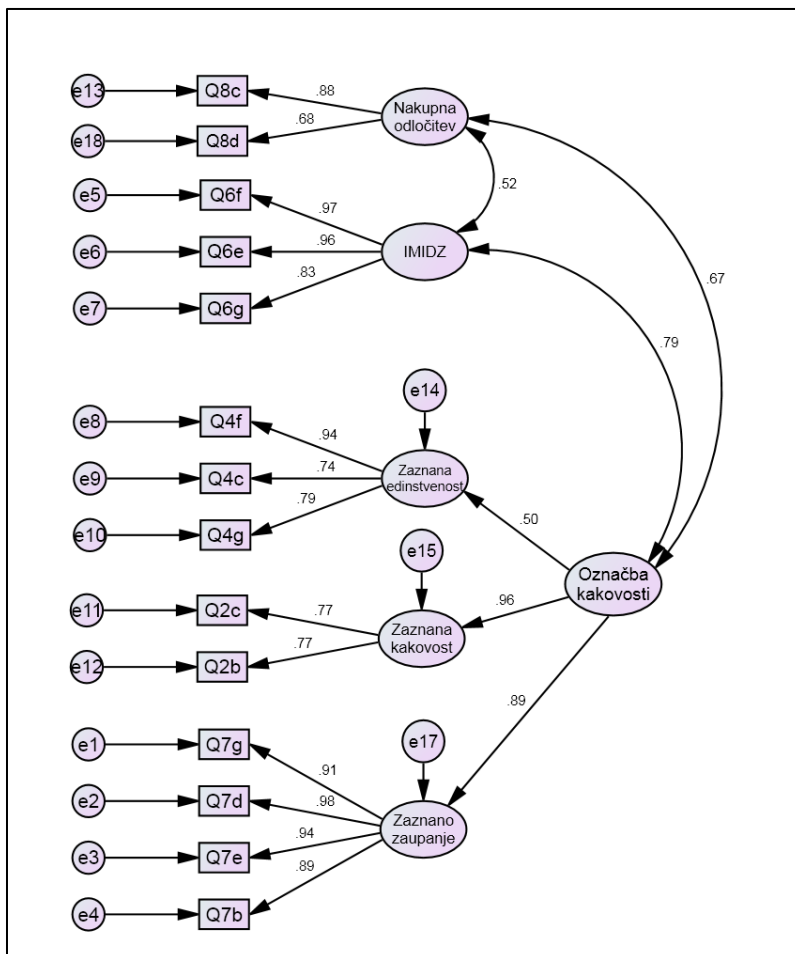 e13
Q8c
.88
Nakupna
odločitev
e18
Q8d
.68
e5
Q6f
.97
.52
e6
Q6e
.96
IMIDZ
e7
Q6g
.83
.67
.79
e14
e8
Q4f
.94
e9
Q4c
.74
Zaznana
edinstvenost
e10
Q4g
.79
.50
e15
Označba
kakovosti
e11
Q2c
.77
.96
Zaznana
kakovost
e12
Q2b
.77
.89
e17
e1
Q7g
.91
e2
Q7d
.98
Zaznano
zaupanje
e3
Q7e
.94
e4
Q7b
.89